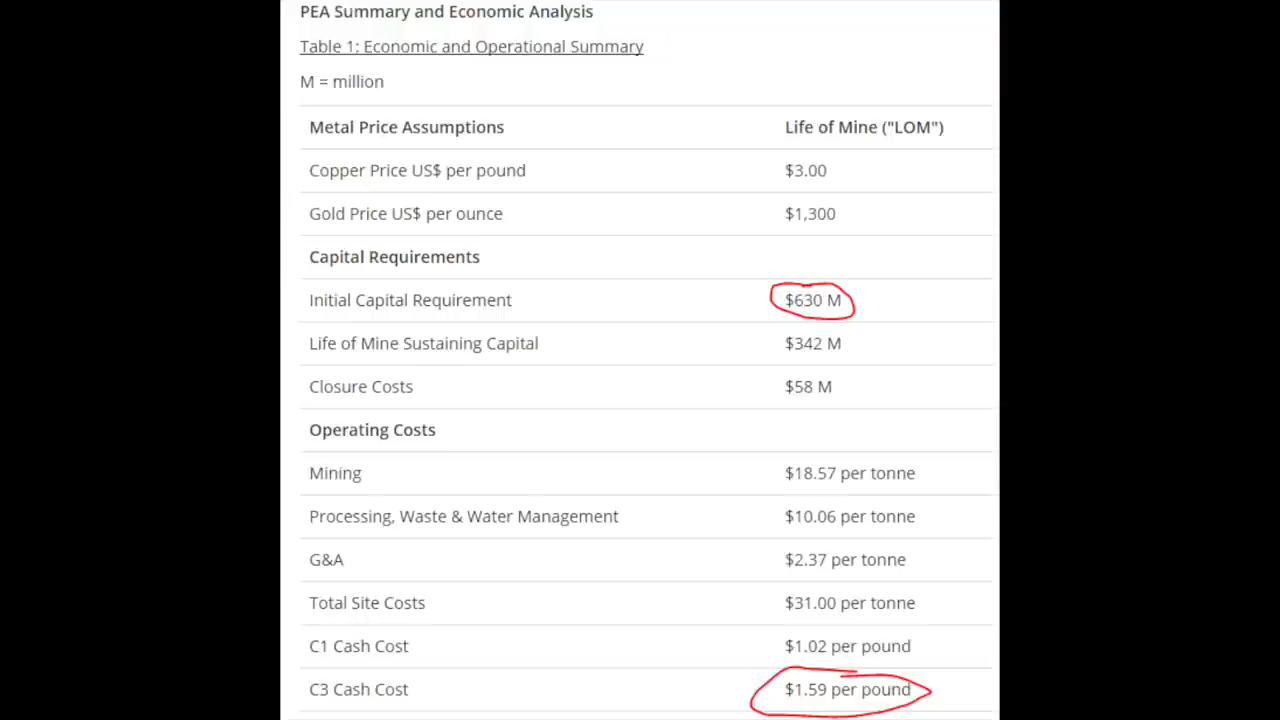 PEA Summary and Economic Analysis
Table 1: Economic and Operational Summary
M = million
Metal Price Assumptions Life of Mine ("LOM")
Copper Price US$ per pound $3.00
Gold Price US$ per ounce $1,300
Capital Requirements
Initial Capital Requirement $630 M
Life of Mine Sustaining Capital $342 M
Closure Costs $58 M
Operating Costs
Mining $18.57 per tonne
Processing, Waste & Water Management $10.06 per tonne
G&A $2.37 per tonne
Total Site Costs $31.00 per tonne
C1 Cash Cost $1.02 per pound
C3 Cash Cost $1.59 per pound